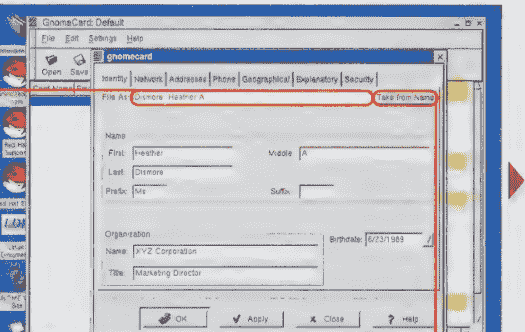 GnomeCard: Default
File Edit Settings Help
Open Save
gnomecard
Identity Network Addresses Phone Geographical Explanatory Security
File As Dismore Heather A Take from Name
Name
First: Heather Middle A
Last: Dismore
Prefix: Ms Suffix
Organization
Name: XYZ Corporation
Birthdate: 6/23/1969
Title: Marketing Director
OK Apply Close ? Help